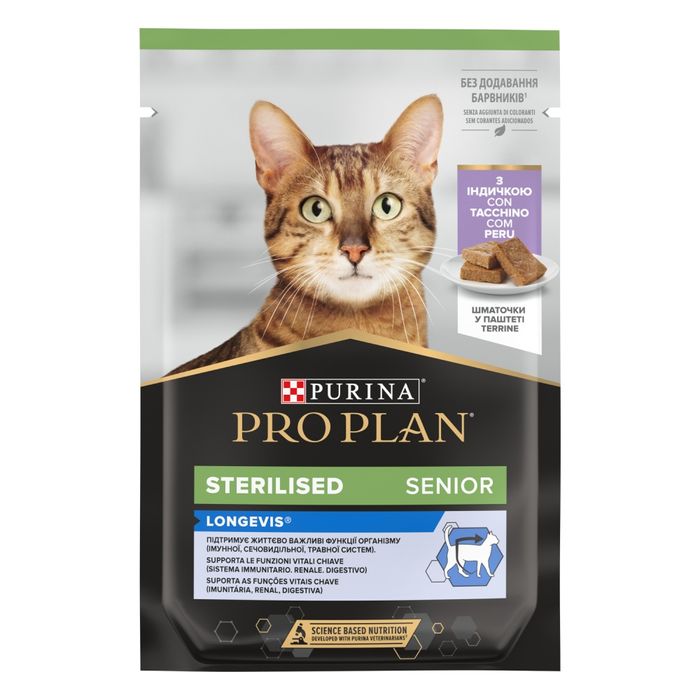 БЕЗ ДОДАВАННЯ
БАРВНИКІВ¹
SENZA AGGIUNTA DI COLORANTI
SEM CORANTES ADICIONADOS
З
ІНДИЧКОЮ
CON
TACCHINO
COM
PERU
ШМАТОЧКИ
У ПАШТЕТІ
TERRINE
PURINA®
PRO PLAN®
STERILISED SENIOR
LONGEVIS®
ПІДТРИМУЄ ЖИТТЄВО ВАЖЛИВІ ФУНКЦІЇ ОРГАНІЗМУ
(ІМУННОЇ, СЕЧОВИДІЛЬНОЇ, ТРАВНОЇ СИСТЕМ).
SUPPORTA LE FUNZIONI VITALI CHIAVE
(SISTEMA IMMUNITARIO. RENALE. DIGESTIVO)
SUPORTA AS FUNÇÕES VITAIS CHAVE
(IMUNITÁRIA, RENAL, DIGESTIVA)
SCIENCE BASED NUTRITION
DEVELOPED WITH PURINA VETERINARIANS